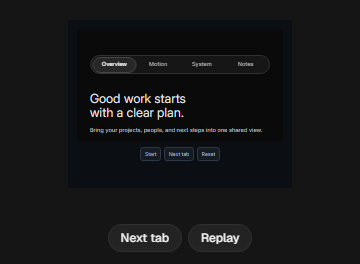 Overview Motion System Notes
Good work starts
with a clear plan.
Bring your projects, people, and next steps into one shared view.
Start Next tab Reset
Next tab Replay